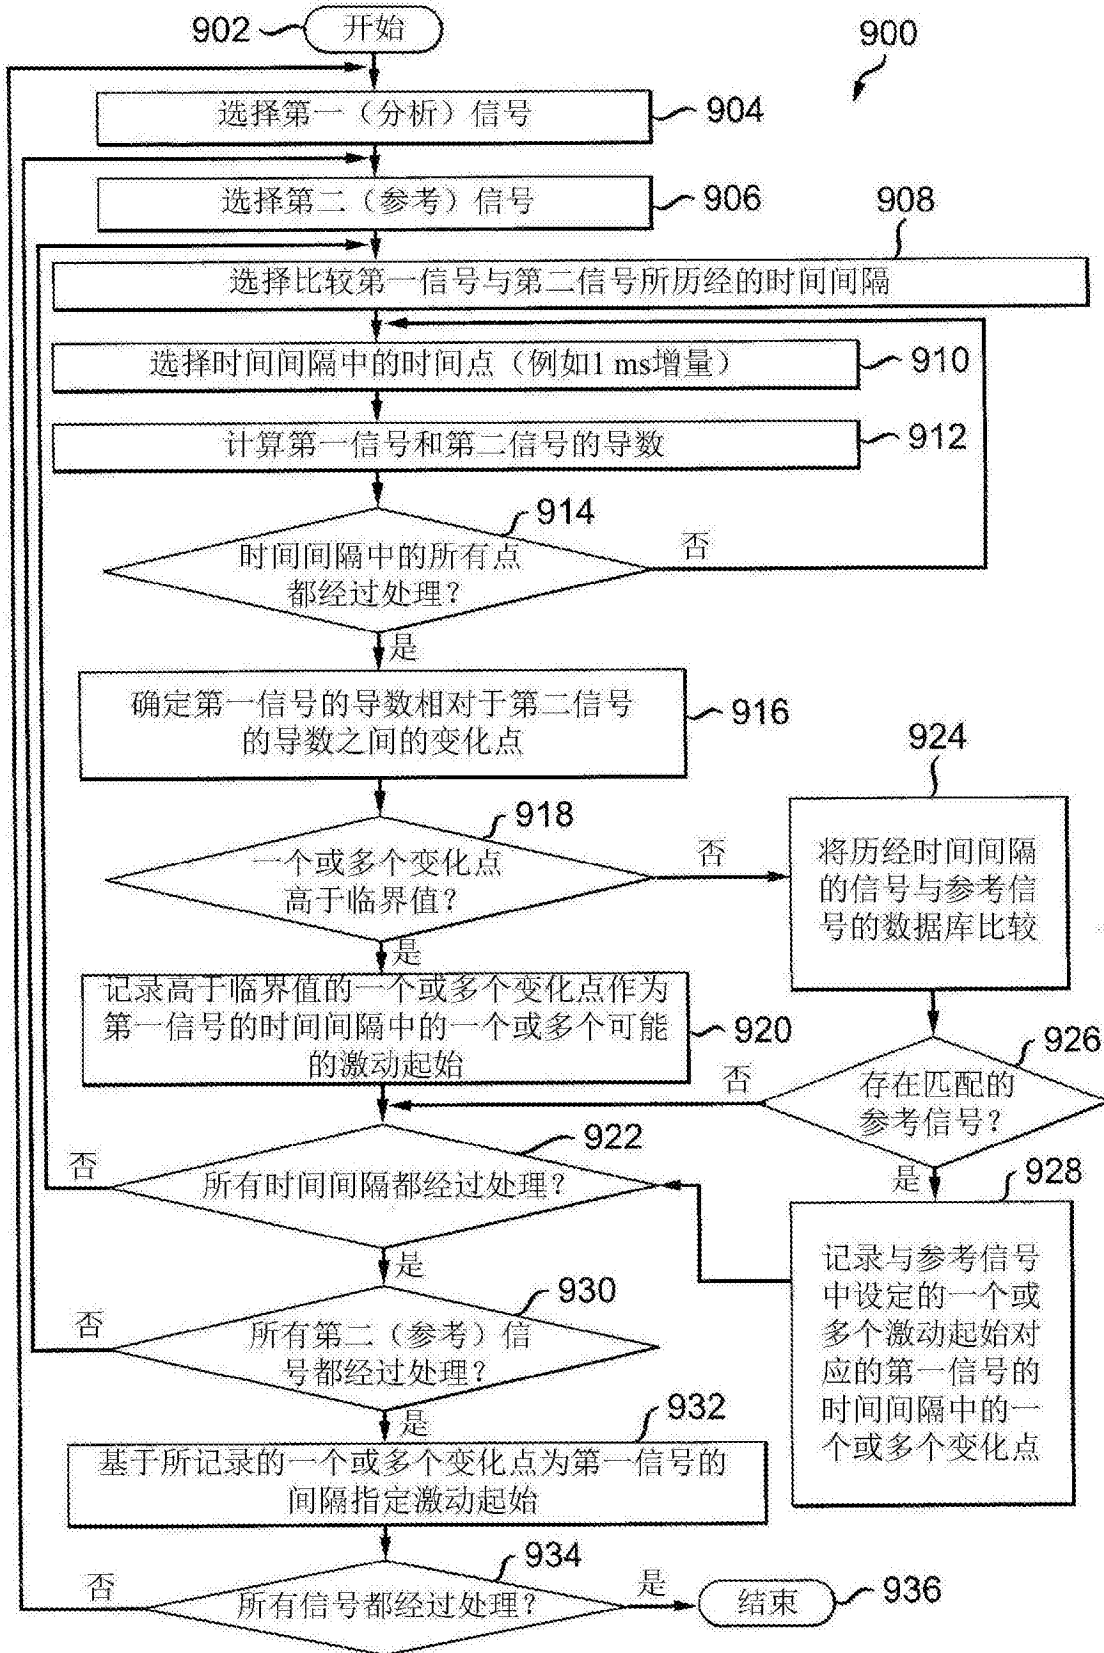 902
开始
900
选择第一（分析）信号
904
选择第二（参考）信号
906
908
选择比较第一信号与第二信号所历经的时间间隔
选择时间间隔中的时间点（例如1 ms增量）
910
计算第一信号和第二信号的导数
912
914
时间间隔中的所有点
都经过处理？
否
是
确定第一信号的导数相对于第二信号
的导数之间的变化点
916
918
一个或多个变化点
高于临界值？
否
是
924
将历经时间间隔
的信号与参考信
号的数据库比较
记录高于临界值的一个或多个变化点作为
第一信号的时间间隔中的一个或多个可能
的激动起始
920
926
存在匹配的
参考信号？
否
是
922
所有时间间隔都经过处理？
否
是
928
记录与参考信号
中设定的一个或
多个激动起始对
应的第一信号的
时间间隔中的一
个或多个变化点
930
所有第二（参考）信
号都经过处理？
否
是
932
基于所记录的一个或多个变化点为第一信号的
间隔指定激动起始
934
所有信号都经过处理？
否
是
结束
936